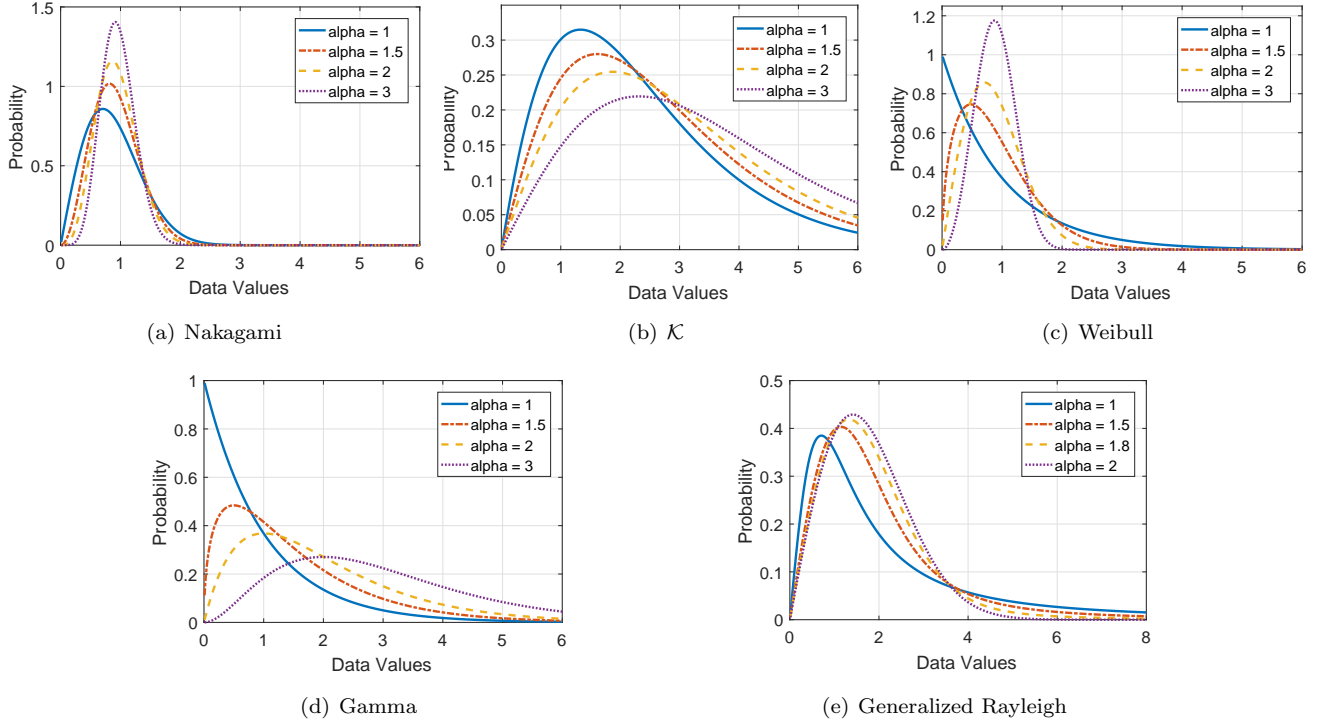 1.5
1
0.5
0
0 1 2 3 4 5 6
Probability
Data Values
alpha = 1
alpha = 1.5
alpha = 2
alpha = 3
(a) Nakagami
0.3
0.25
0.2
0.15
0.1
0.05
0
0 1 2 3 4 5 6
Probability
Data Values
alpha = 1
alpha = 1.5
alpha = 2
alpha = 3
(b) 𝒦
1.2
1
0.8
0.6
0.4
0.2
0
0 1 2 3 4 5 6
Probability
Data Values
alpha = 1
alpha = 1.5
alpha = 2
alpha = 3
(c) Weibull
1
0.8
0.6
0.4
0.2
0
0 1 2 3 4 5 6
Probability
Data Values
alpha = 1
alpha = 1.5
alpha = 2
alpha = 3
(d) Gamma
0.5
0.4
0.3
0.2
0.1
0
0 2 4 6 8
Probability
Data Values
alpha = 1
alpha = 1.5
alpha = 1.8
alpha = 2
(e) Generalized Rayleigh